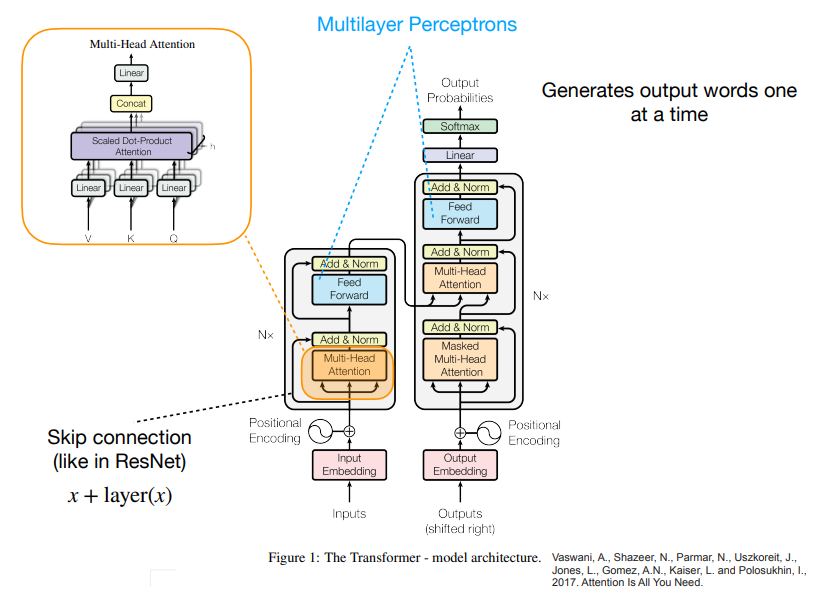 Multilayer Perceptrons
Multi-Head Attention
Linear
Concat
Scaled Dot-Product
Attention
h
Linear
Linear
Linear
V
K
Q
Generates output words one
at a time
Output
Probabilities
Softmax
Linear
Add & Norm
Feed
Forward
Add & Norm
Multi-Head
Attention
Nx
Add & Norm
Masked
Multi-Head
Attention
Add & Norm
Feed
Forward
Nx
Add & Norm
Multi-Head
Attention
Positional
Encoding
Positional
Encoding
Input
Embedding
Output
Embedding
Inputs
Outputs
(shifted right)
Skip connection
(like in ResNet)
x + layer(x)
Figure 1: The Transformer - model architecture.
Vaswani, A., Shazeer, N., Parmar, N., Uszkoreit, J.,
Jones, L., Gomez, A.N., Kaiser, L. and Polosukhin, I.,
2017. Attention Is All You Need.